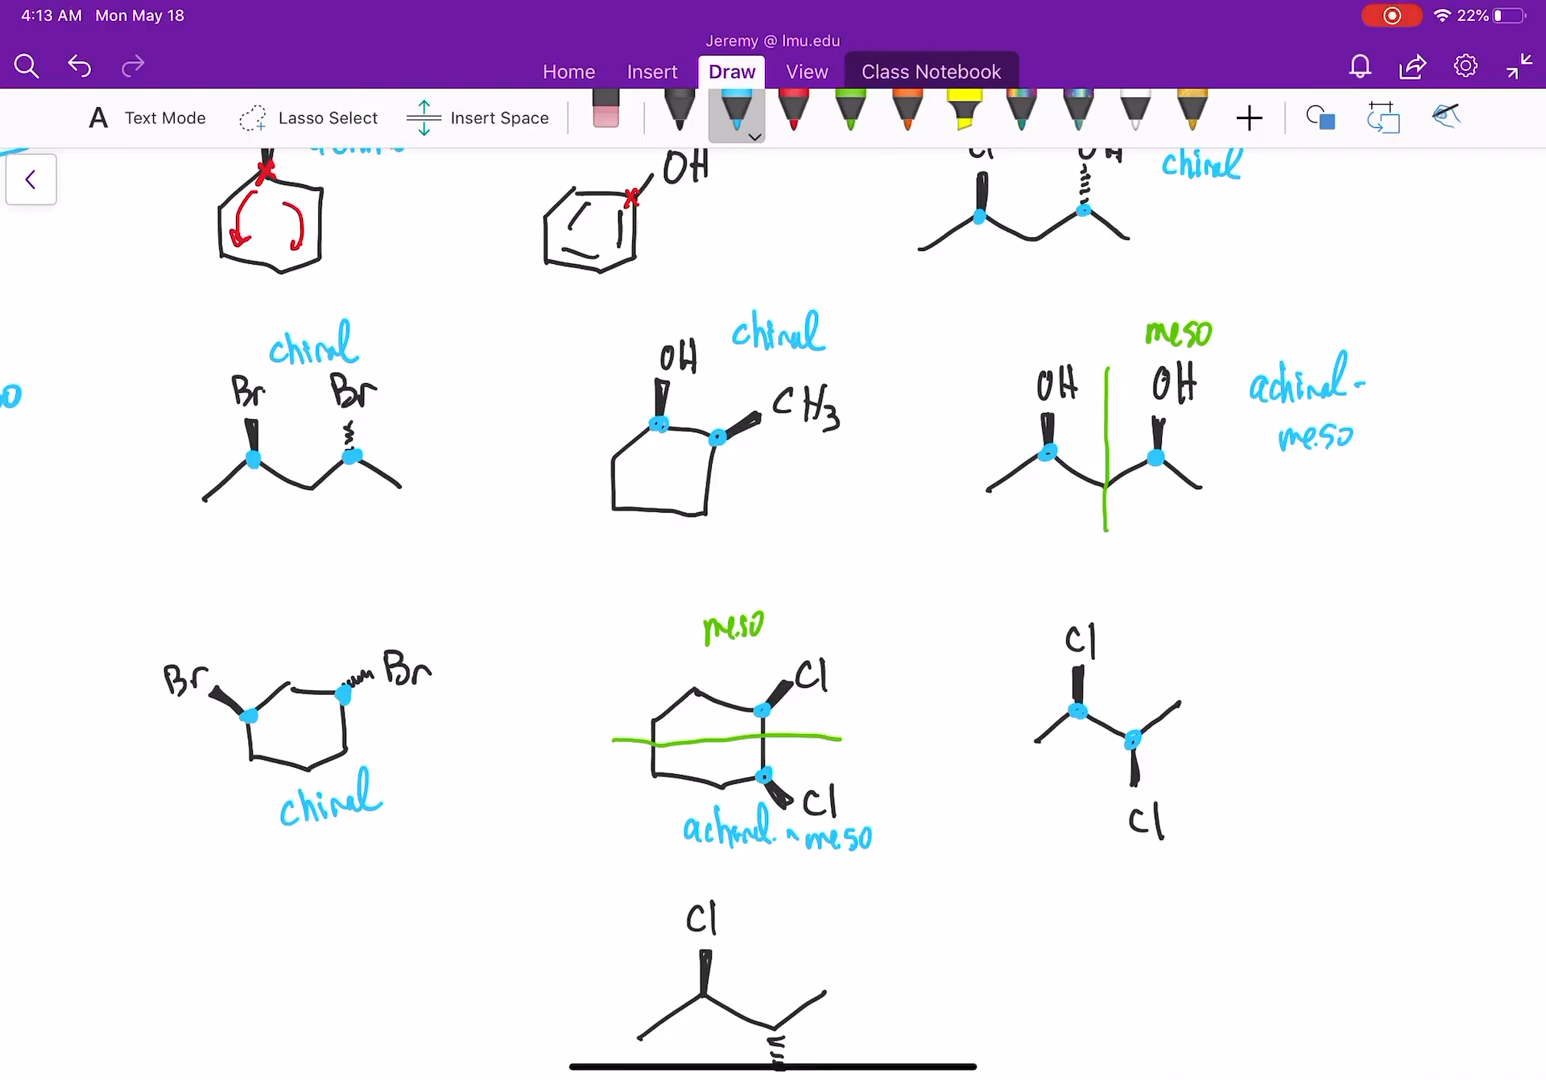 4:13 AM Mon May 18
22%
Jeremy @ lmu.edu
Home Insert Draw View Class Notebook
A Text Mode Lasso Select Insert Space
OH
Cl OH chiral
chiral
Br Br
OH chiral
CH3
meso
OH OH achiral-
meso
Br Br
chiral
meso
Cl
Cl
achiral - meso
Cl
Cl
Cl